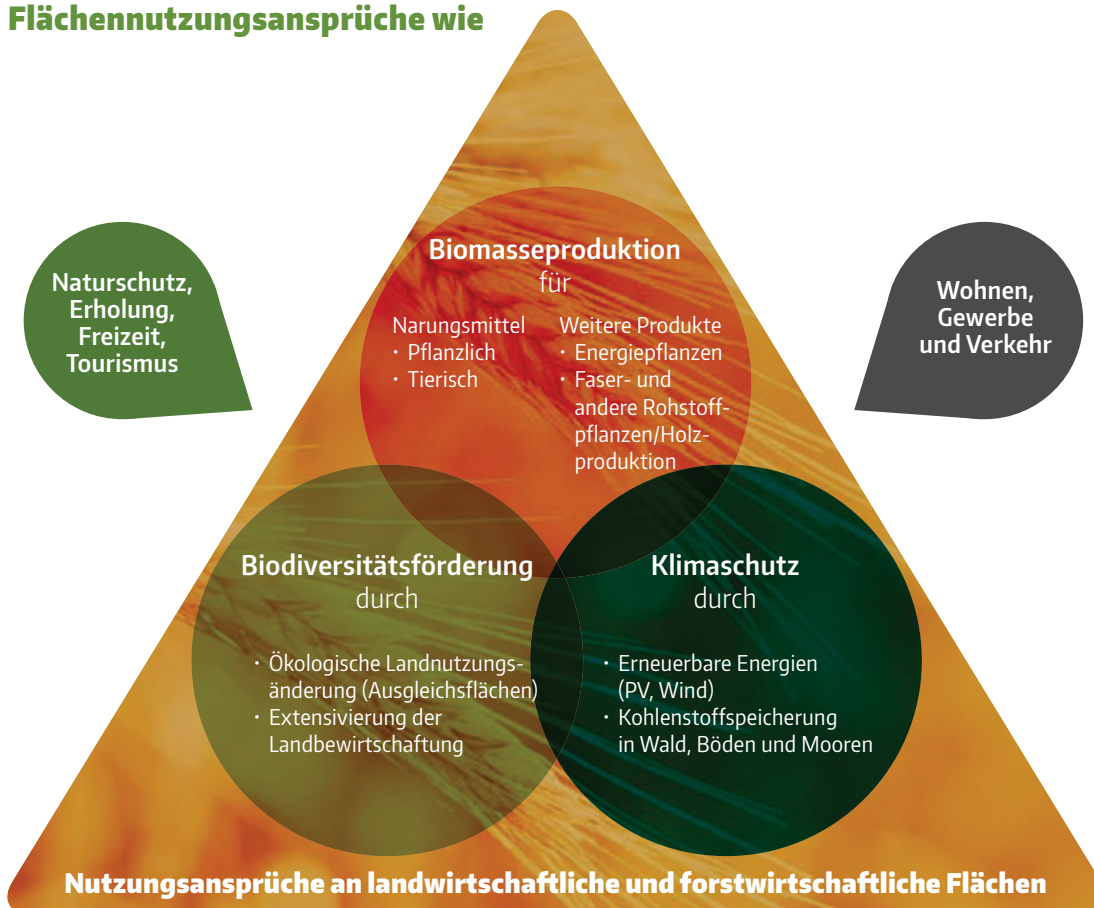 Flächennutzungsansprüche wie
Naturschutz,
Erholung,
Freizeit,
Tourismus
Wohnen,
Gewerbe
und Verkehr
Biomasseproduktion
für
Narungsmittel
· Pflanzlich
· Tierisch
Weitere Produkte
· Energiepflanzen
· Faser- und
andere Rohstoff-
pflanzen/Holz-
produktion
Biodiversitätsförderung
durch
· Ökologische Landnutzungs-
änderung (Ausgleichsflächen)
· Extensivierung der
Landbewirtschaftung
Klimaschutz
durch
· Erneuerbare Energien
(PV, Wind)
· Kohlenstoffspeicherung
in Wald, Böden und Mooren
Nutzungsansprüche an landwirtschaftliche und forstwirtschaftliche Flächen